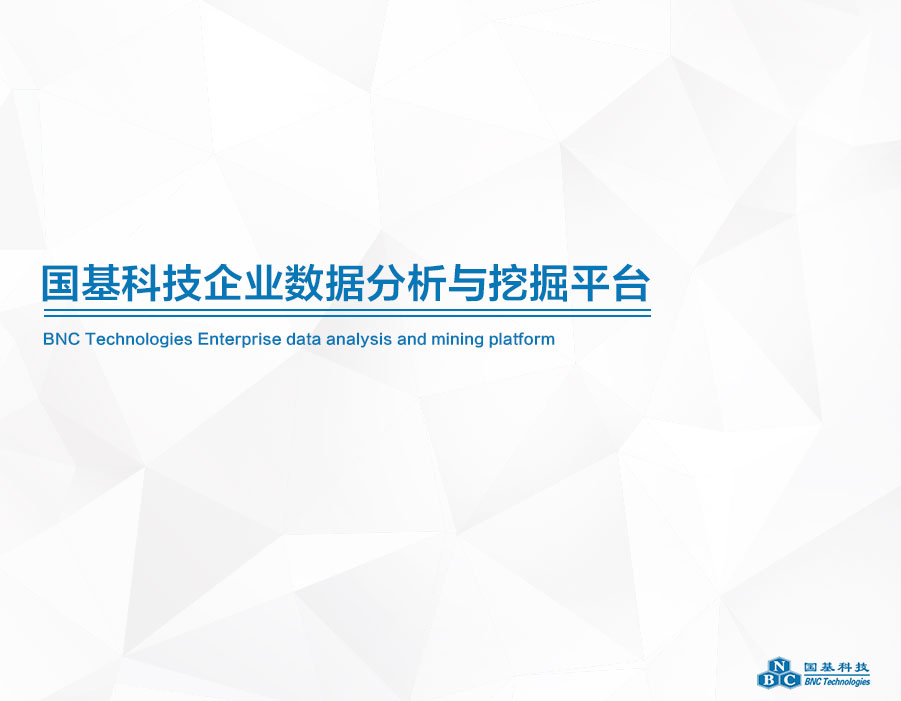 国基科技企业数据分析与挖掘平台
BNC Technologies Enterprise data analysis and mining platform
N
B C
国基科技
BNC Technologies